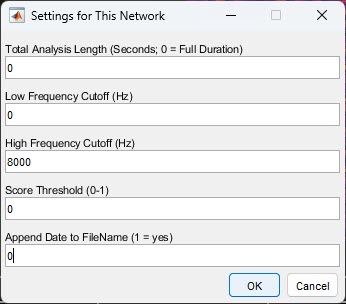 Settings for This Network
Total Analysis Length (Seconds; 0 = Full Duration)
0
Low Frequency Cutoff (Hz)
0
High Frequency Cutoff (Hz)
8000
Score Threshold (0-1)
0
Append Date to FileName (1 = yes)
0
OK Cancel